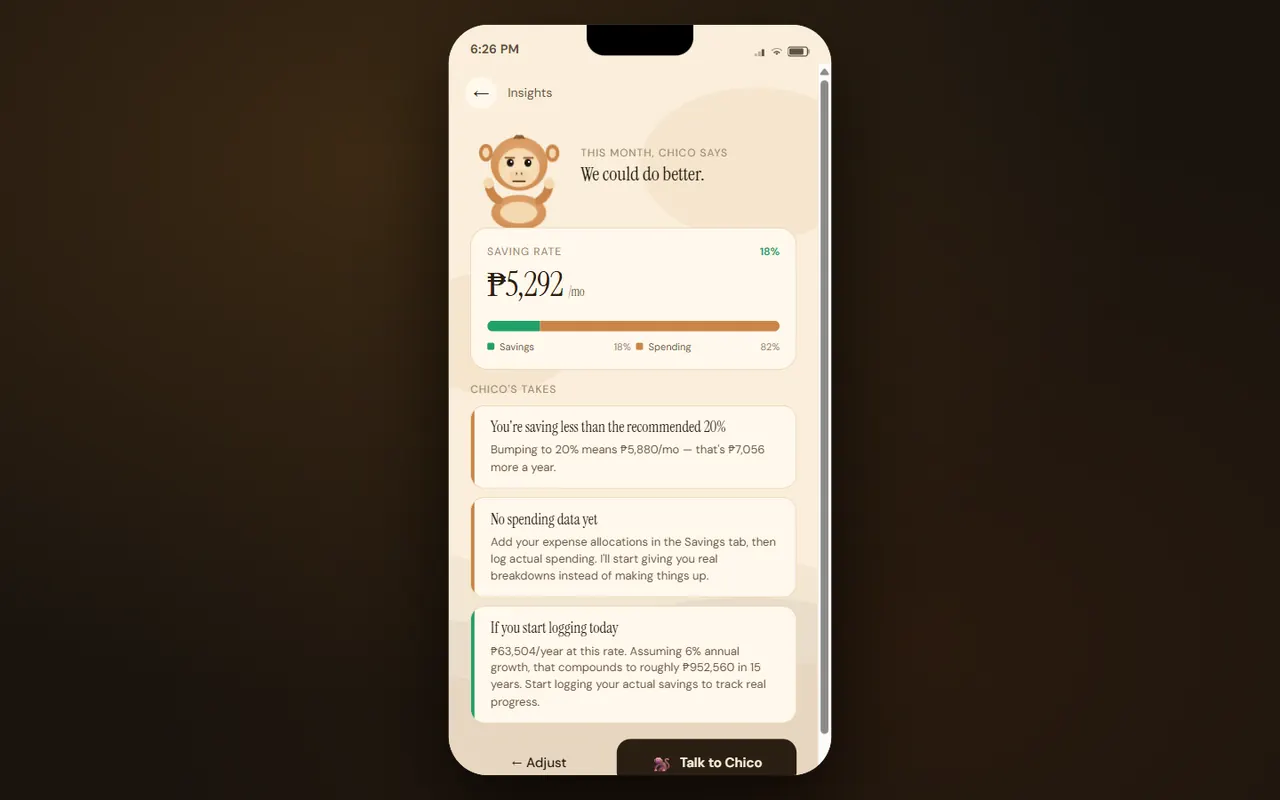 6:26 PM
← Insights
THIS MONTH, CHICO SAYS
We could do better.
SAVING RATE 18%
₱5,292 /mo
Savings 18% Spending 82%
CHICO'S TAKES
You're saving less than the recommended 20%
Bumping to 20% means ₱5,880/mo — that's ₱7,056
more a year.
No spending data yet
Add your expense allocations in the Savings tab, then
log actual spending. I'll start giving you real
breakdowns instead of making things up.
If you start logging today
₱63,504/year at this rate. Assuming 6% annual
growth, that compounds to roughly ₱952,560 in 15
years. Start logging your actual savings to track real
progress.
← Adjust Talk to Chico